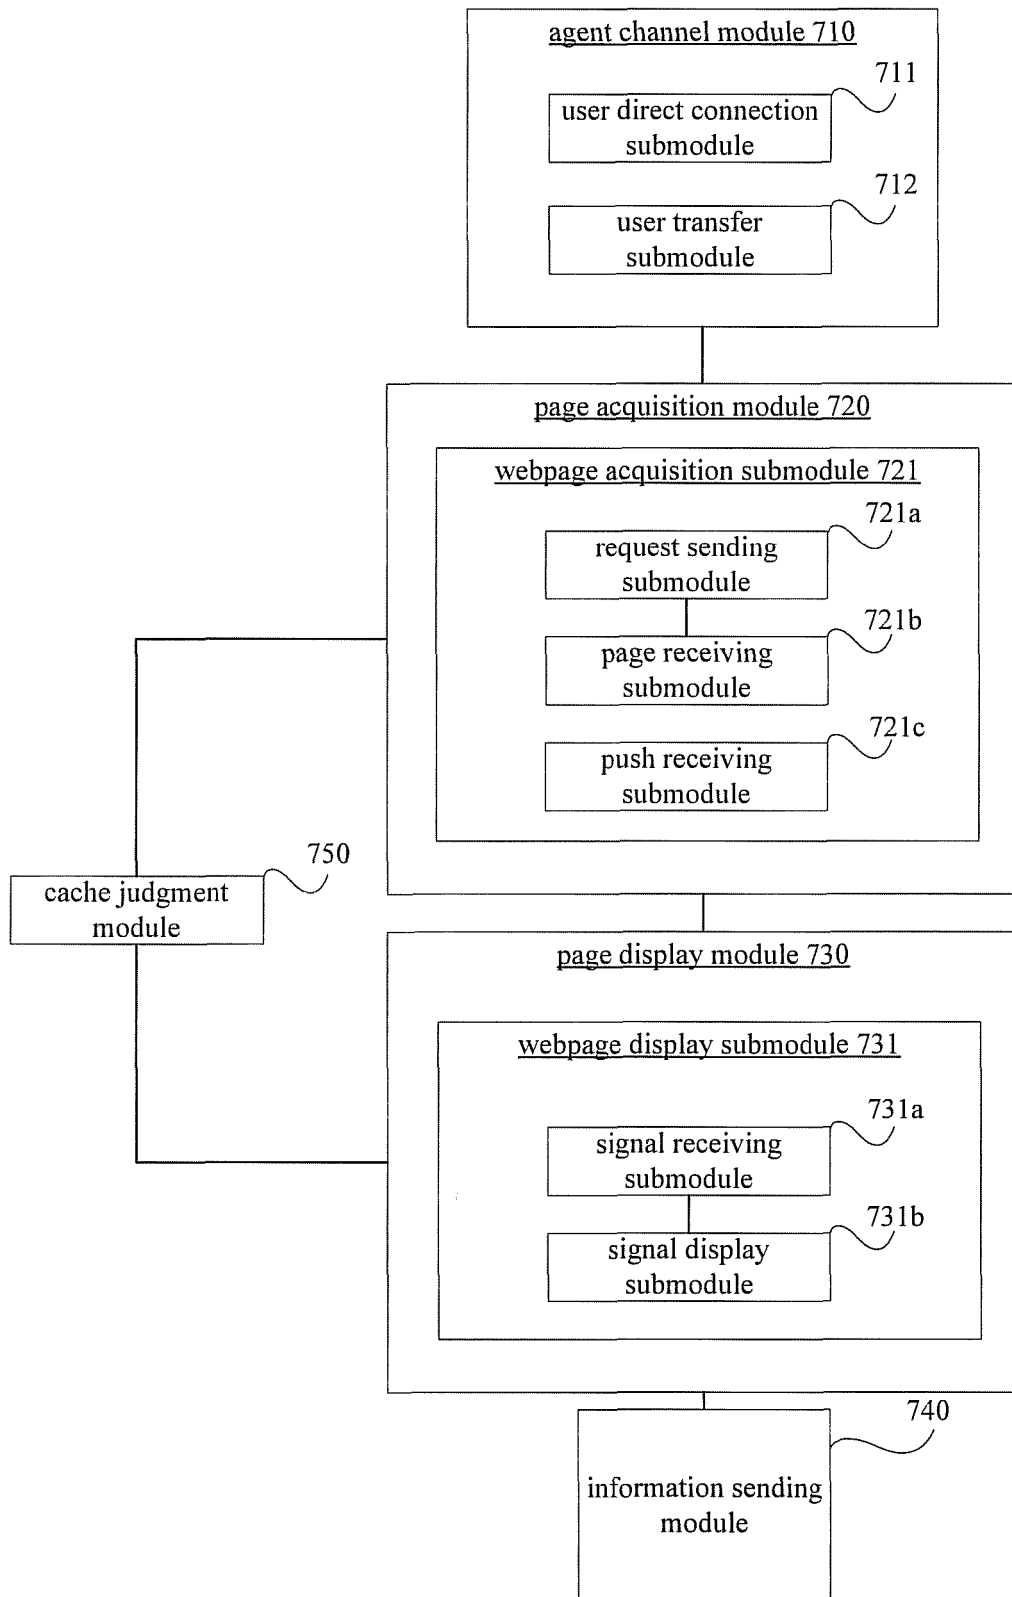 agent channel module 710
711
user direct connection
submodule
712
user transfer
submodule
page acquisition module 720
webpage acquisition submodule 721
721a
request sending
submodule
721b
page receiving
submodule
721c
push receiving
submodule
750
cache judgment
module
page display module 730
webpage display submodule 731
731a
signal receiving
submodule
731b
signal display
submodule
740
information sending
module